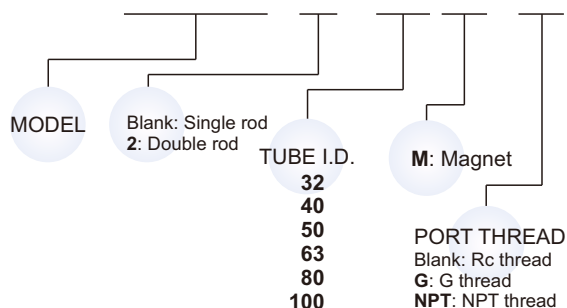 MODEL
Blank: Single rod
2: Double rod
TUBE I.D.
32
40
50
63
80
100
M: Magnet
PORT THREAD
Blank: Rc thread
G: G thread
NPT: NPT thread